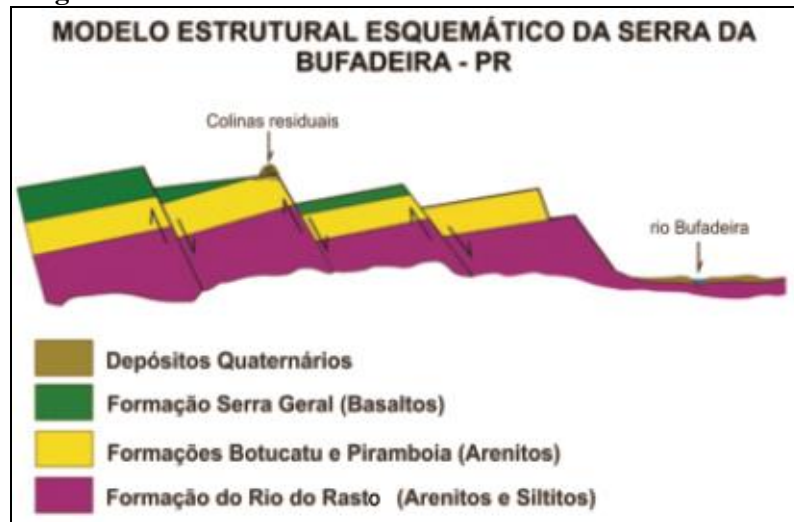 MODELO ESTRUTURAL ESQUEMÁTICO DA SERRA DA
BUFADEIRA - PR
Colinas residuais
rio Bufadeira
Depósitos Quaternários
Formação Serra Geral (Basaltos)
Formações Botucatu e Piramboia (Arenitos)
Formação do Rio do Rasto (Arenitos e Siltitos)